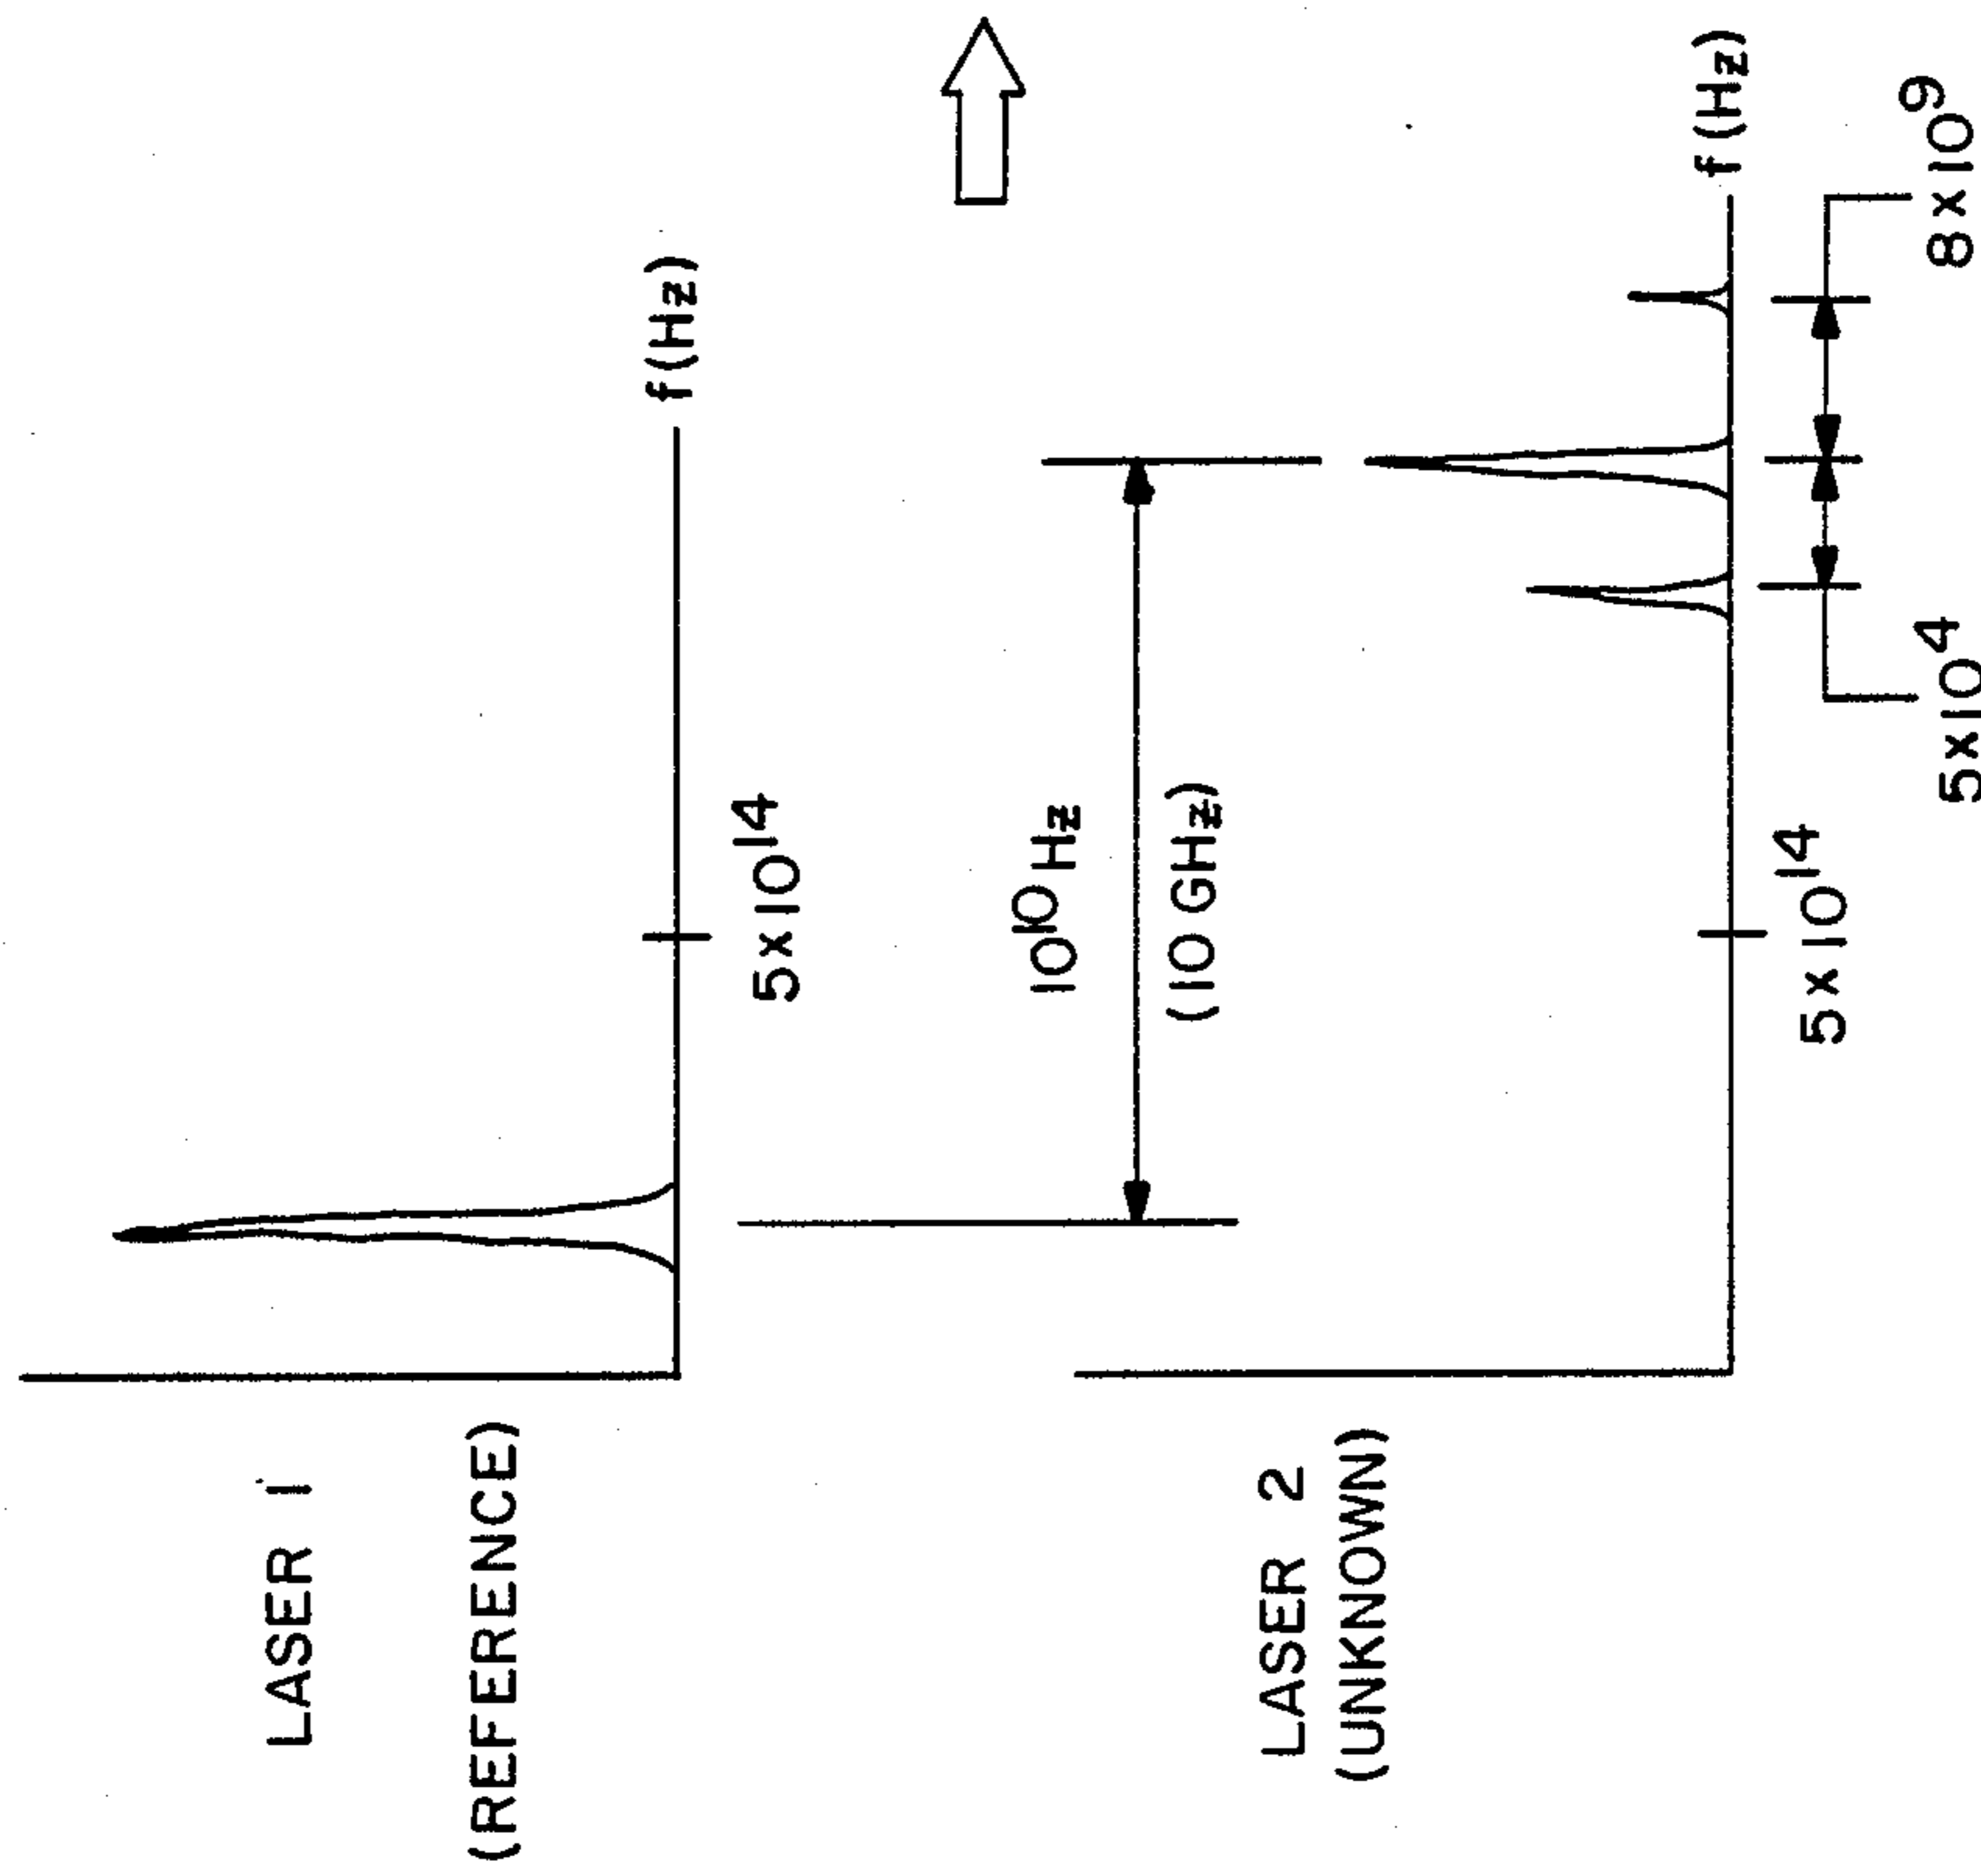 LASER 1
(REFERENCE)
f (Hz)
5 x 10^14
10^10 Hz
(10 GHz)
LASER 2
(UNKNOWN)
f (Hz)
5 x 10^14
5 x 10^4
8 x 10^9